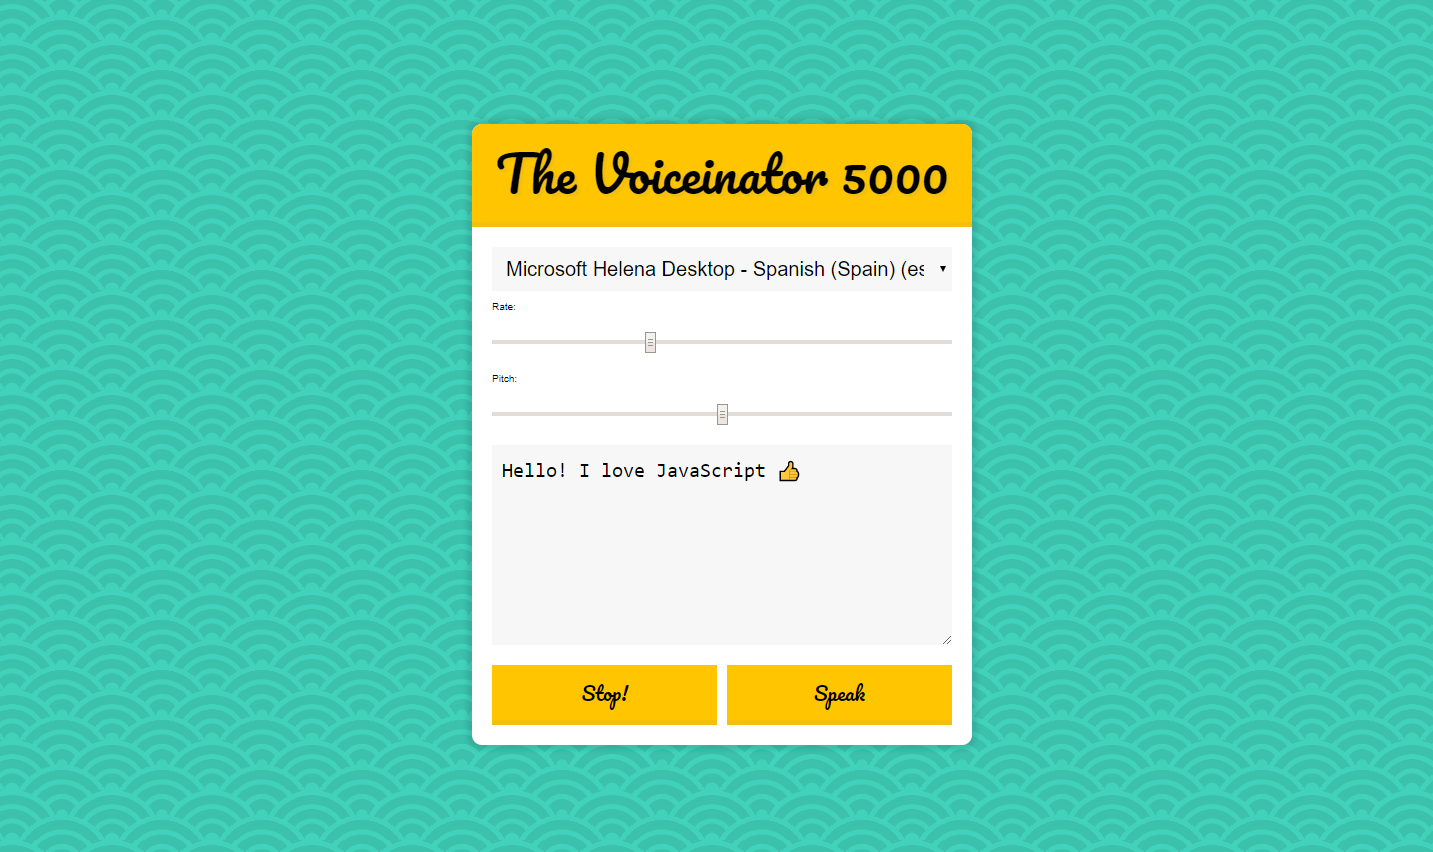 The Voiceinator 5000
Microsoft Helena Desktop - Spanish (Spain) (es
Rate:
Pitch:
Hello! I love JavaScript 👍
Stop!
Speak